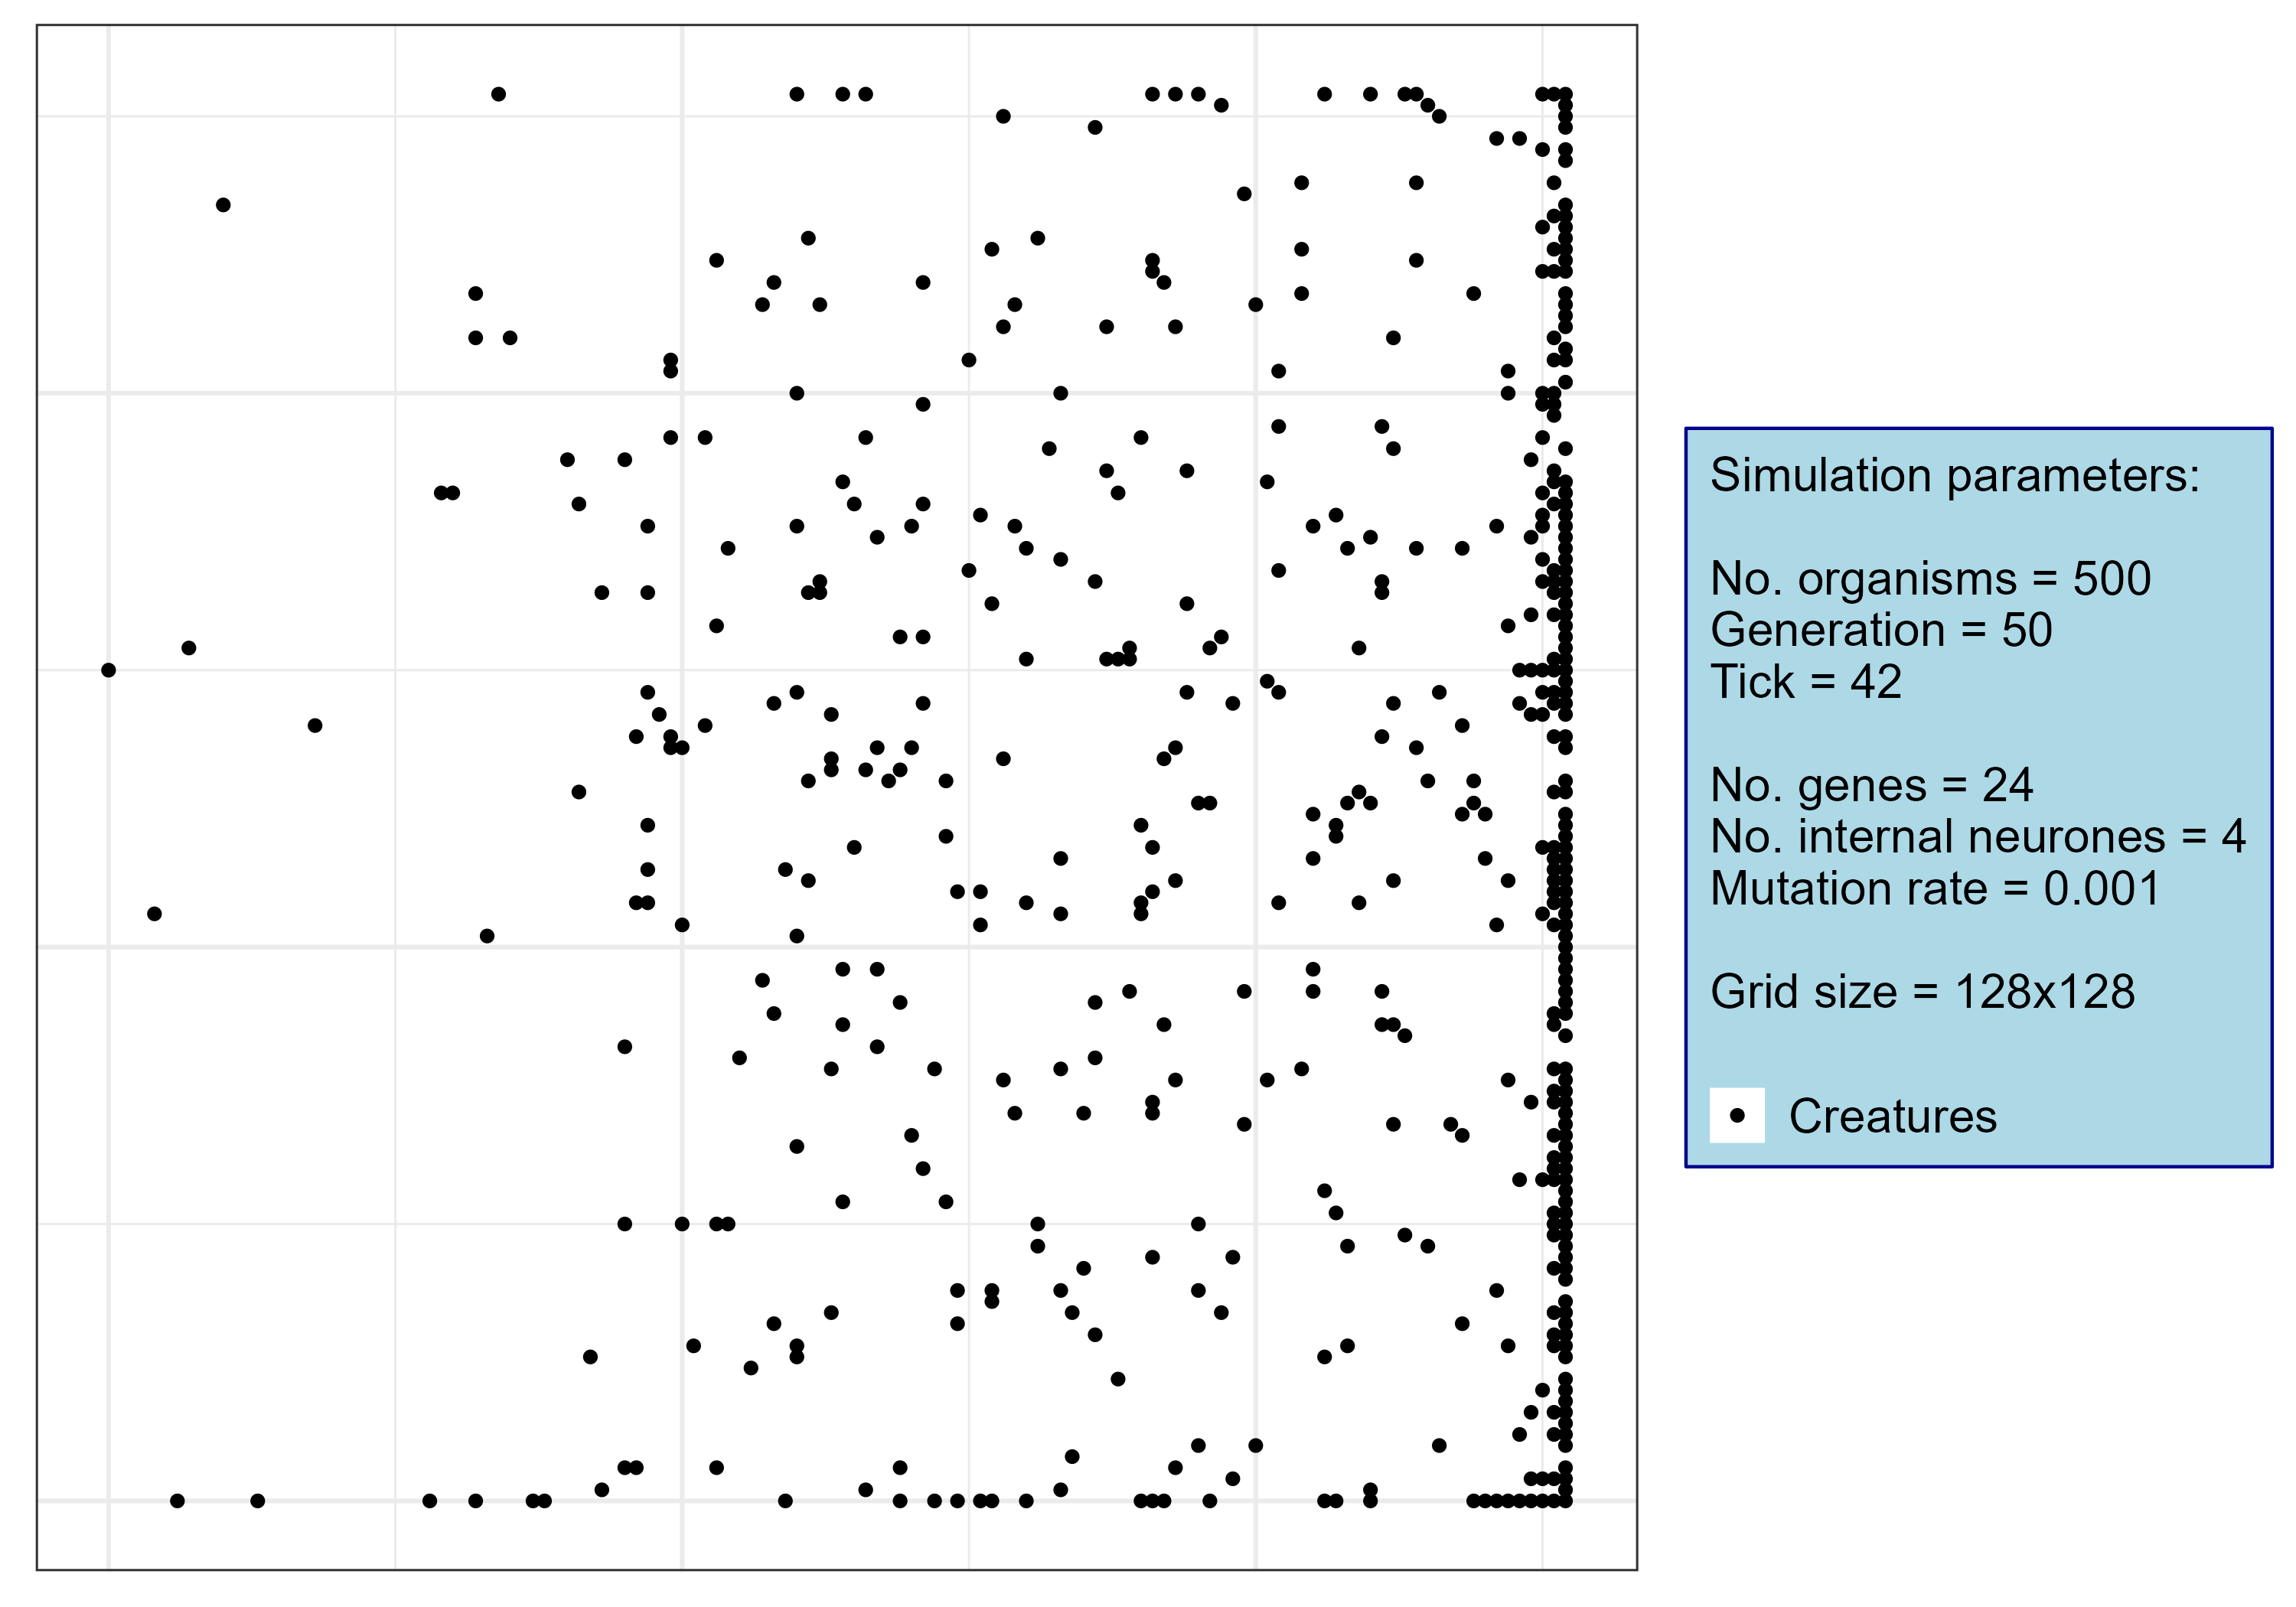 Simulation parameters:
No. organisms = 500
Generation = 50
Tick = 42
No. genes = 24
No. internal neurones = 4
Mutation rate = 0.001
Grid size = 128x128
Creatures